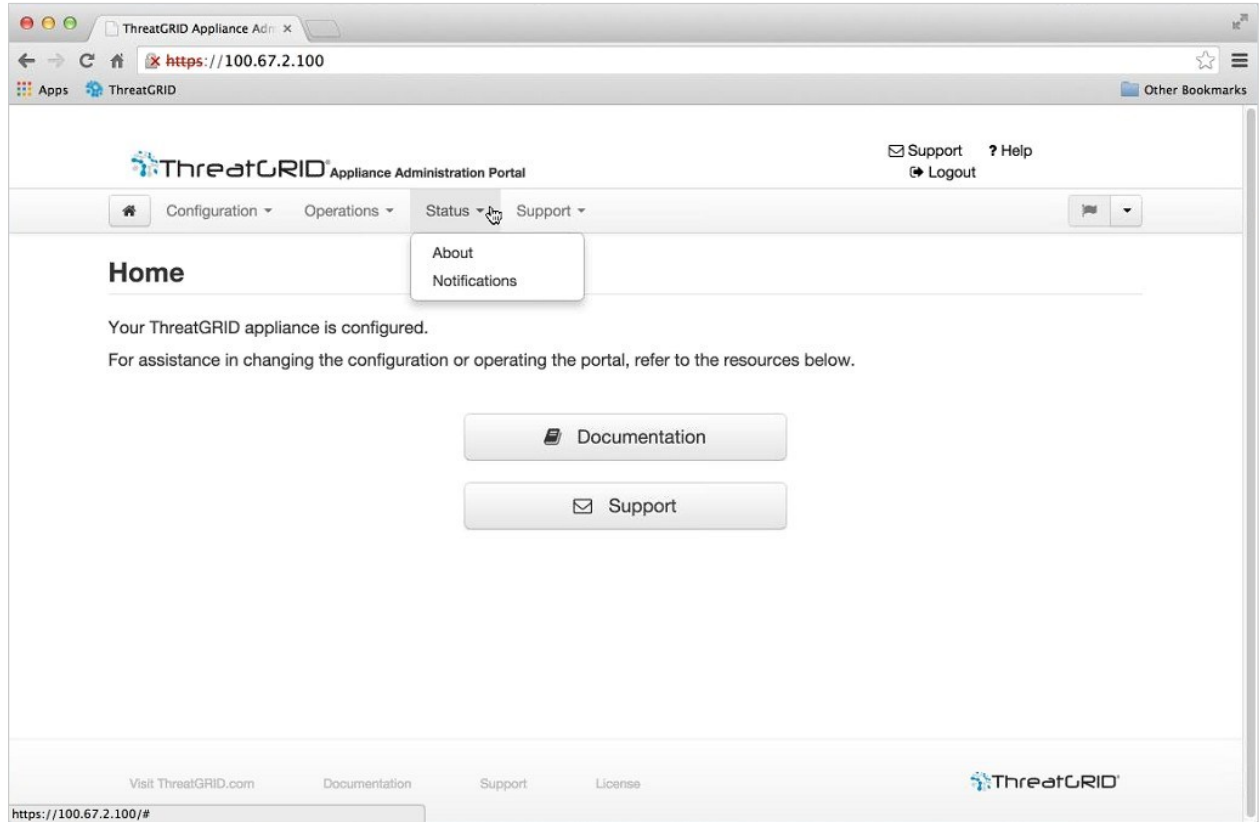 ThreatGRID Appliance Adm
https://100.67.2.100
Apps ThreatGRID Other Bookmarks
ThreatGRID® Appliance Administration Portal
Support ? Help
Logout
Configuration Operations Status Support
About
Notifications
Home
Your ThreatGRID appliance is configured.
For assistance in changing the configuration or operating the portal, refer to the resources below.
Documentation
Support
Visit ThreatGRID.com Documentation Support License ThreatGRID®
https://100.67.2.100/#